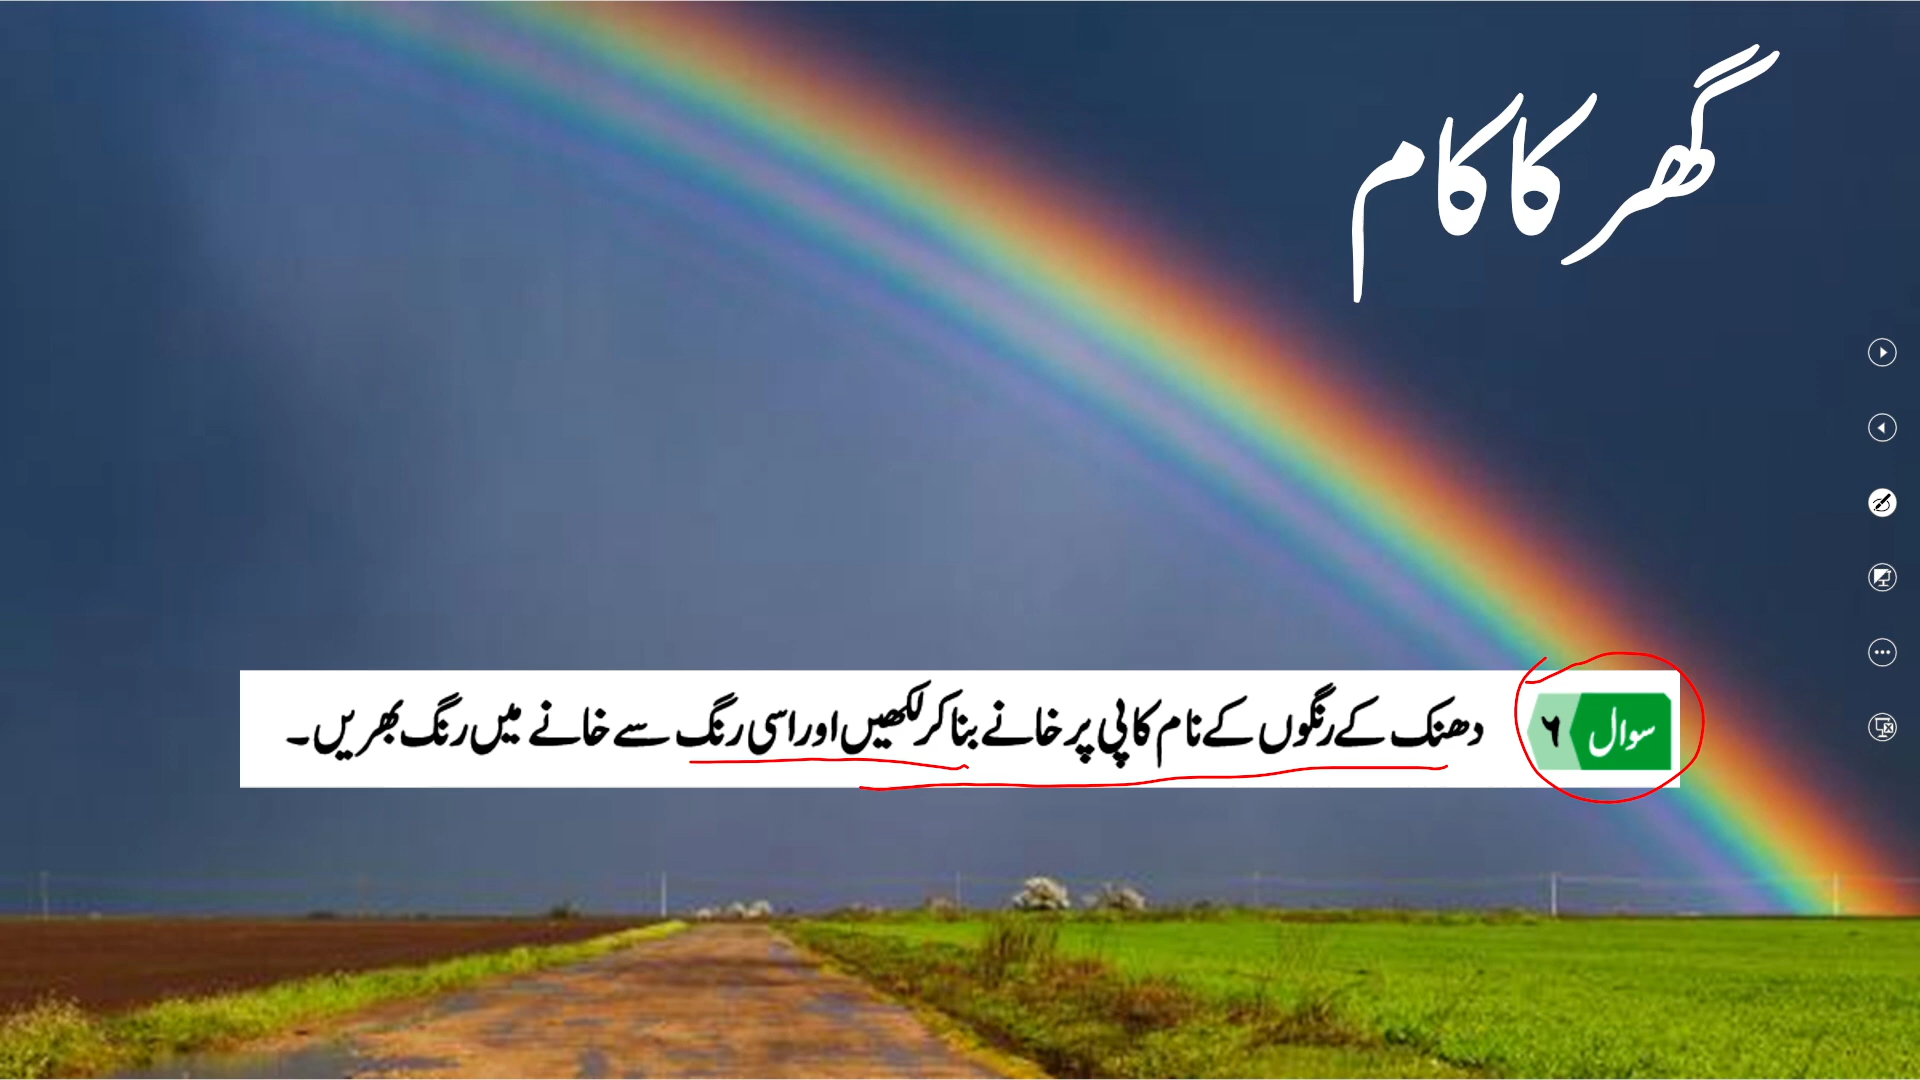 گھر کا کام
سوال ۶ دھنک کے رنگوں کے نام کاپی پر خانے بنا کر لکھیں اور اسی رنگ سے خانے میں رنگ بھریں۔